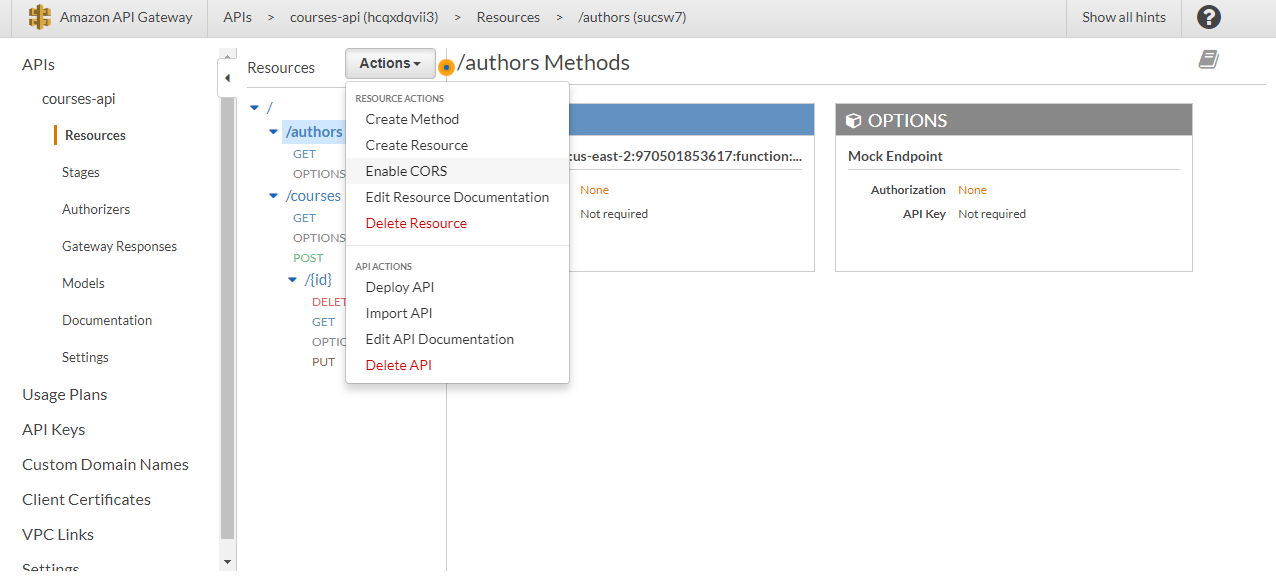 Amazon API Gateway
APIs > courses-api (hcqxdqvii3) > Resources > /authors (sucsw7)
Show all hints
?
APIs
courses-api
Resources
Stages
Authorizers
Gateway Responses
Models
Documentation
Settings
Usage Plans
API Keys
Custom Domain Names
Client Certificates
VPC Links
Settings
Resources
Actions
/
/authors
GET
OPTIONS
/courses
GET
OPTIONS
POST
/{id}
DELET
GET
OPTIO
PUT
RESOURCE ACTIONS
Create Method
Create Resource
Enable CORS
Edit Resource Documentation
Delete Resource
API ACTIONS
Deploy API
Import API
Edit API Documentation
Delete API
/authors Methods
:us-east-2:970501853617:function:...
None
Not required
OPTIONS
Mock Endpoint
Authorization None
API Key Not required